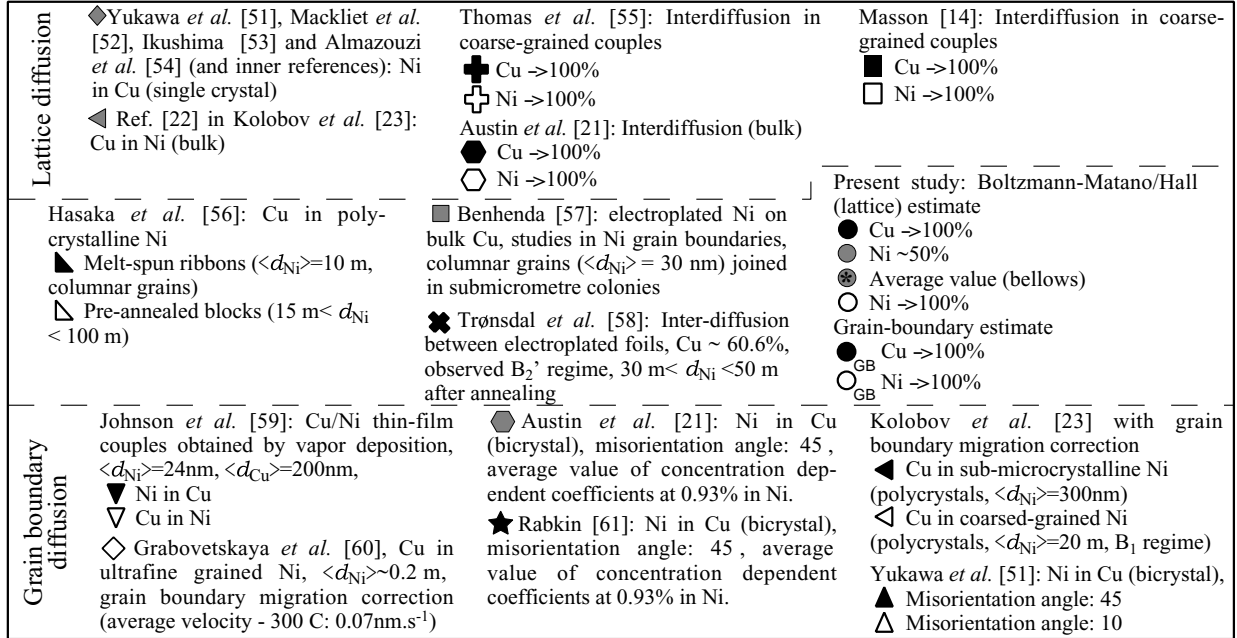 Lattice diffusion
Yukawa et al. [51], Mackliet et al.
[52], Ikushima [53] and Almazouzi
et al. [54] (and inner references): Ni
in Cu (single crystal)
Ref. [22] in Kolobov et al. [23]:
Cu in Ni (bulk)
Thomas et al [55]: Interdiffusion in
coarse-grained couples
Cu ->100%
Ni ->100%
Austin et al. [21]: Interdiffusion (bulk)
Cu ->100%
Ni ->100%
Masson [14]: Interdiffusion in coarse-
grained couples
Cu ->100%
Ni ->100%
Hasaka et al. [56]: Cu in poly-
crystalline Ni
Melt-spun ribbons (<dNi>=10 m,
columnar grains)
Pre-annealed blocks (15 m< dNi
< 100 m)
Benhenda [57]: electroplated Ni on
bulk Cu, studies in Ni grain boundaries,
columnar grains (<dNi> = 30 nm) joined
in submicrometre colonies
Trønsdal et al. [58]: Inter-diffusion
between electroplated foils, Cu ~ 60.6%,
observed B2' regime, 30 m< dNi <50 m
after annealing
Present study: Boltzmann-Matano/Hall
(lattice) estimate
Cu ->100%
Ni ~50%
Average value (bellows)
Ni ->100%
Grain-boundary estimate
GB Cu ->100%
GB Ni ->100%
Grain boundary
diffusion
Johnson et al. [59]: Cu/Ni thin-film
couples obtained by vapor deposition,
<dNi>=24nm, <dCu>=200nm,
Ni in Cu
Cu in Ni
Grabovetskaya et al. [60], Cu in
ultrafine grained Ni, <dNi>~0.2 m,
grain boundary migration correction
(average velocity - 300 C: 0.07nm.s-1)
Austin et al. [21]: Ni in Cu
(bicrystal), misorientation angle: 45 ,
average value of concentration dep-
endent coefficients at 0.93% in Ni.
Rabkin [61]: Ni in Cu (bicrystal),
misorientation angle: 45 , average
value of concentration dependent
coefficients at 0.93% in Ni.
Kolobov et al. [23] with grain
boundary migration correction
Cu in sub-microcrystalline Ni
(polycrystals, <dNi>=300nm)
Cu in coarsed-grained Ni
(polycrystals, <dNi>=20 m, B1 regime)
Yukawa et al. [51]: Ni in Cu (bicrystal),
Misorientation angle: 45
Misorientation angle: 10